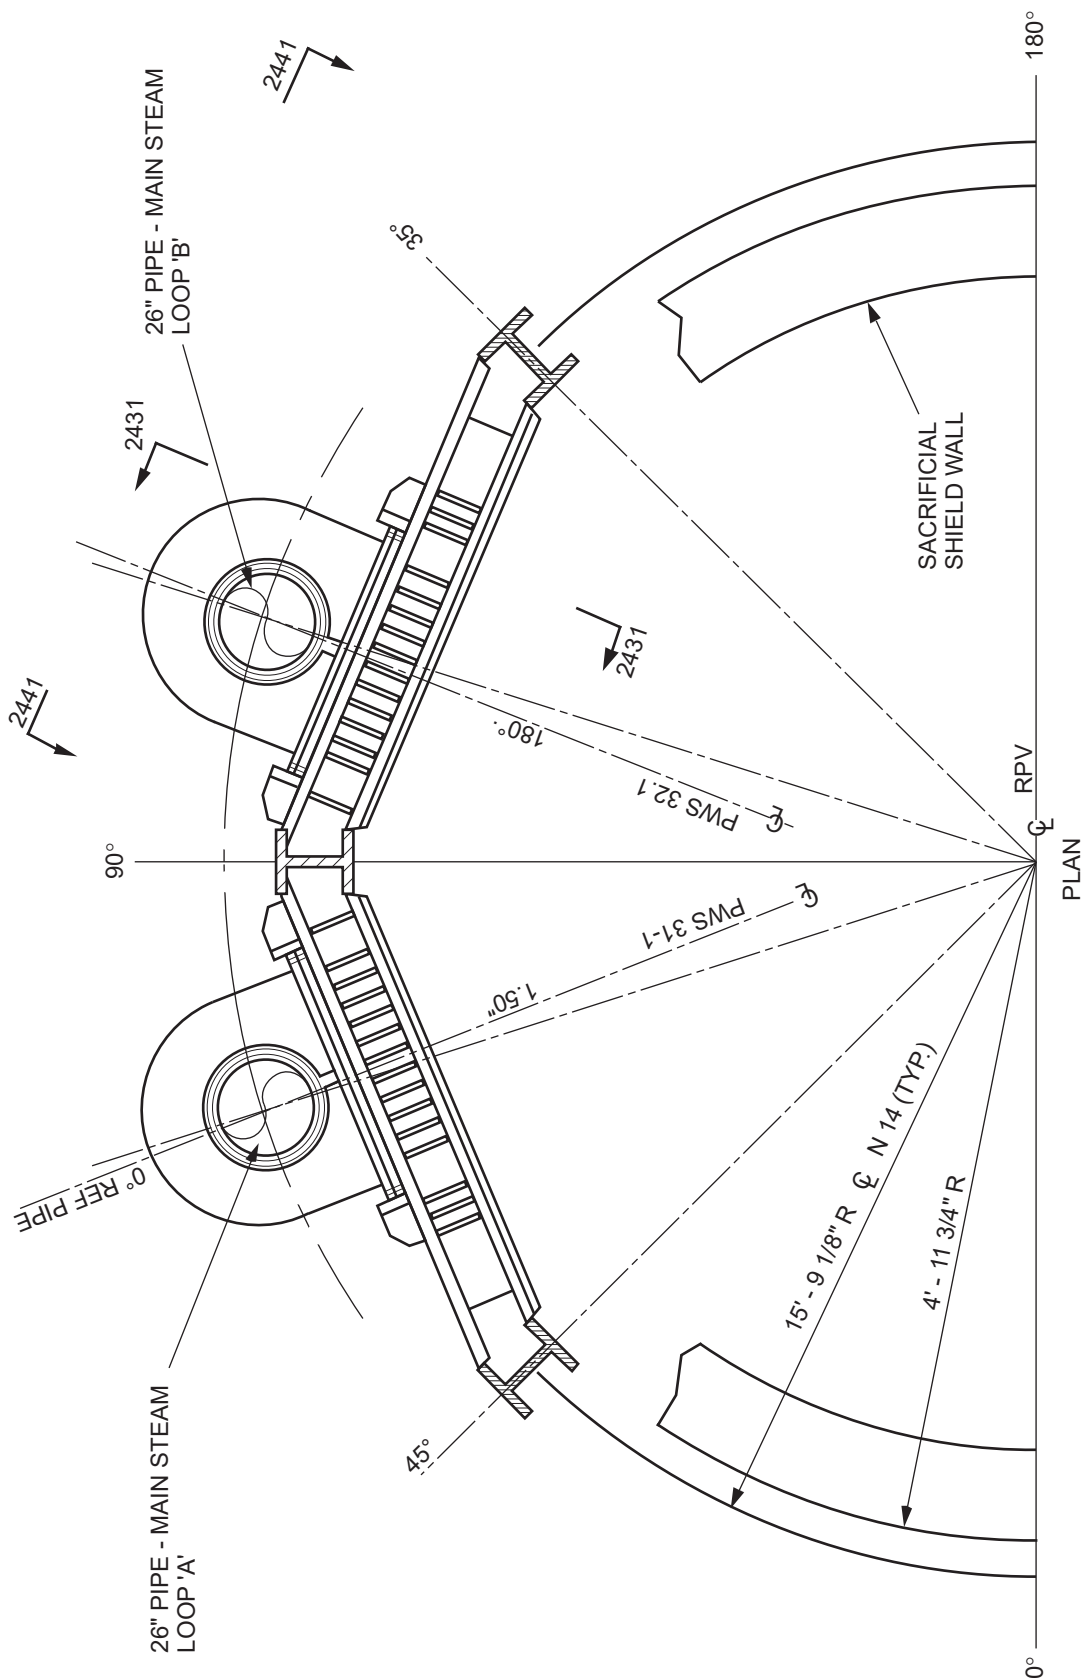 2441
26" PIPE - MAIN STEAM
LOOP 'B'
180°
35°
2431
2441
SACRIFICIAL
SHIELD WALL
2431
180°.
PWS 32.1
℄
RPV
℄
PLAN
90°
PWS 31-1
℄
1.50"
0° REF PIPE
15' - 9 1/8" R ℄ N 14 (TYP.)
4' - 11 3/4" R
45°
26" PIPE - MAIN STEAM
LOOP 'A'
0°